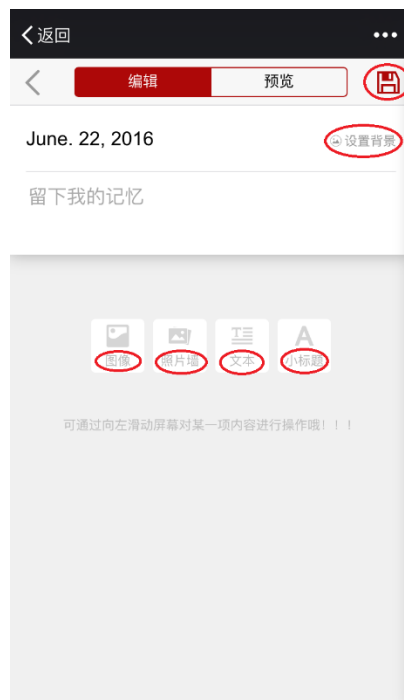 返回
编辑 预览
June. 22, 2016 设置背景
留下我的记忆
图像 照片墙 文本 小标题
可通过向左滑动屏幕对某一项内容进行操作哦！！！